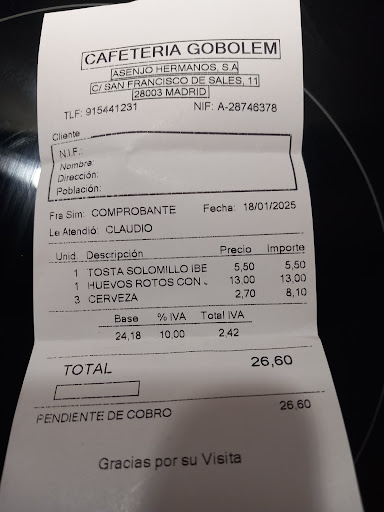 CAFETERIA GOBOLEM
ASENJO HERMANOS, S.A
C/ SAN FRANCISCO DE SALES, 11
28003 MADRID
TLF: 915441231 NIF: A-28746378
Cliente
N.I.F.:
Nombre:
Dirección:
Población:
Fra Sim: COMPROBANTE Fecha: 18/01/2025
Le Atendió: CLAUDIO
Unid. Descripción Precio Importe
1 TOSTA SOLOMILLO IBE 5,50 5,50
1 HUEVOS ROTOS CON 13,00 13,00
3 CERVEZA 2,70 8,10
Base % IVA Total IVA
24,18 10.00 2,42
TOTAL 26,60
PENDIENTE DE COBRO 26,60
Gracias por su Visita